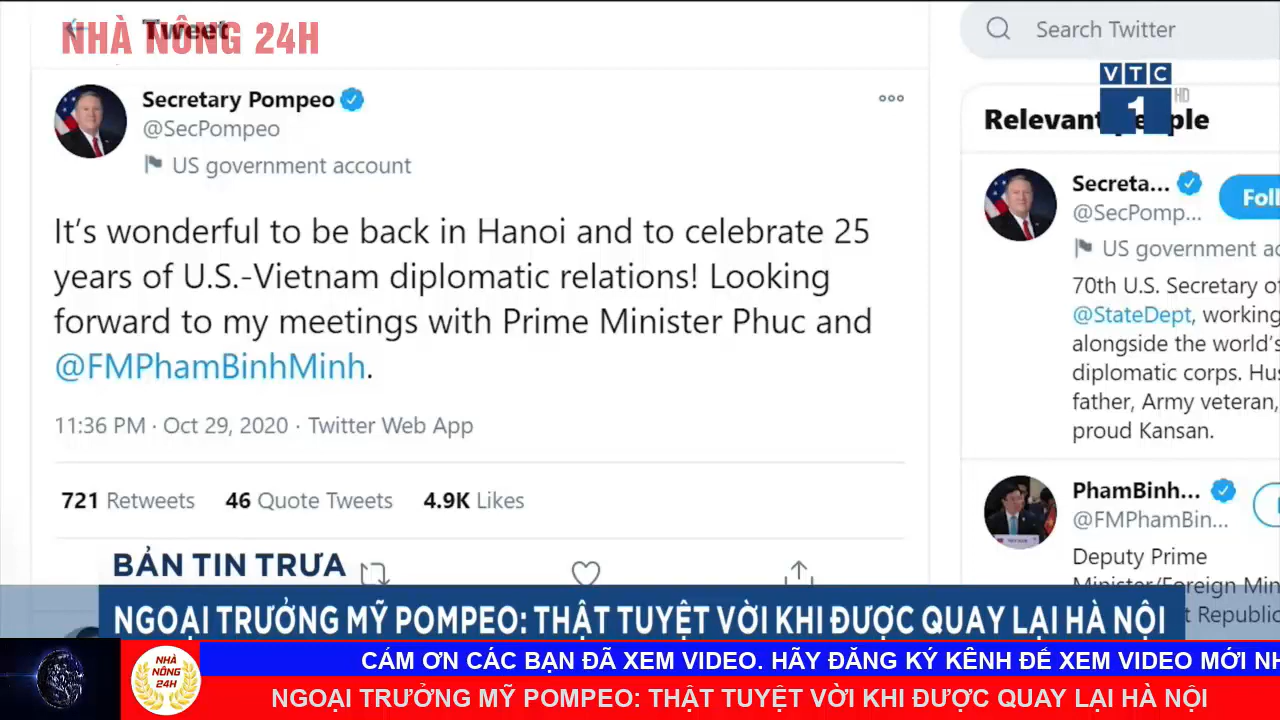 NHÀ NÔNG 24H
Tweet
Search Twitter
VTC
1
HD
Secretary Pompeo
@SecPompeo
US government account
It's wonderful to be back in Hanoi and to celebrate 25
years of U.S.-Vietnam diplomatic relations! Looking
forward to my meetings with Prime Minister Phuc and
@FMPhamBinhMinh.
11:36 PM · Oct 29, 2020 · Twitter Web App
721 Retweets 46 Quote Tweets 4.9K Likes
Relevant people
Secreta...
@SecPomp...
Foll
US government ac
70th U.S. Secretary of
@StateDept, working
alongside the world's
diplomatic corps. Hus
father, Army veteran,
proud Kansan.
PhamBinh...
@FMPhamBin...
Deputy Prime
Minister/Foreign Min
t Republic
BẢN TIN TRƯA
NGOẠI TRƯỞNG MỸ POMPEO: THẬT TUYỆT VỜI KHI ĐƯỢC QUAY LẠI HÀ NỘI
NHÀ
NÔNG
24H
CÁM ƠN CÁC BẠN ĐÃ XEM VIDEO. HÃY ĐĂNG KÝ KÊNH ĐỂ XEM VIDEO MỚI NH
NGOẠI TRƯỞNG MỸ POMPEO: THẬT TUYỆT VỜI KHI ĐƯỢC QUAY LẠI HÀ NỘI